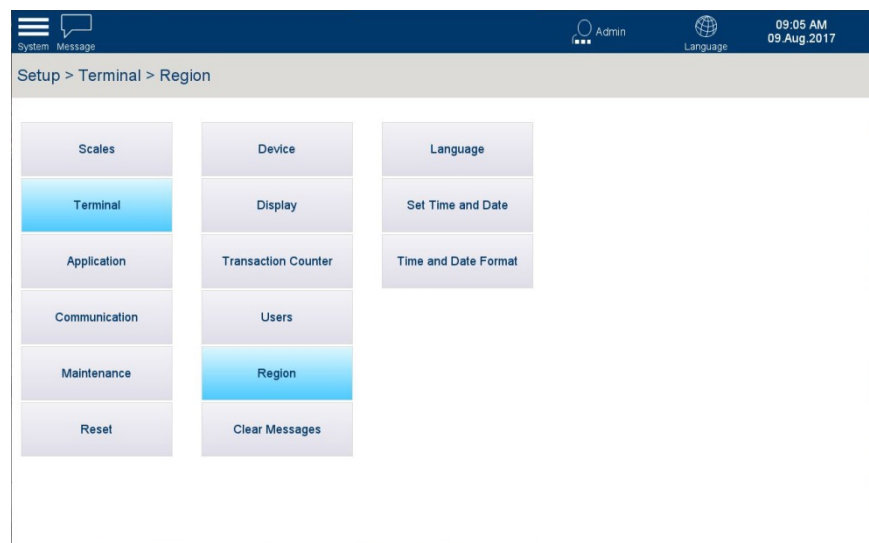 System Message Admin Language 09:05 AM
09.Aug.2017
Setup > Terminal > Region
Scales Device Language
Terminal Display Set Time and Date
Application Transaction Counter Time and Date Format
Communication Users
Maintenance Region
Reset Clear Messages